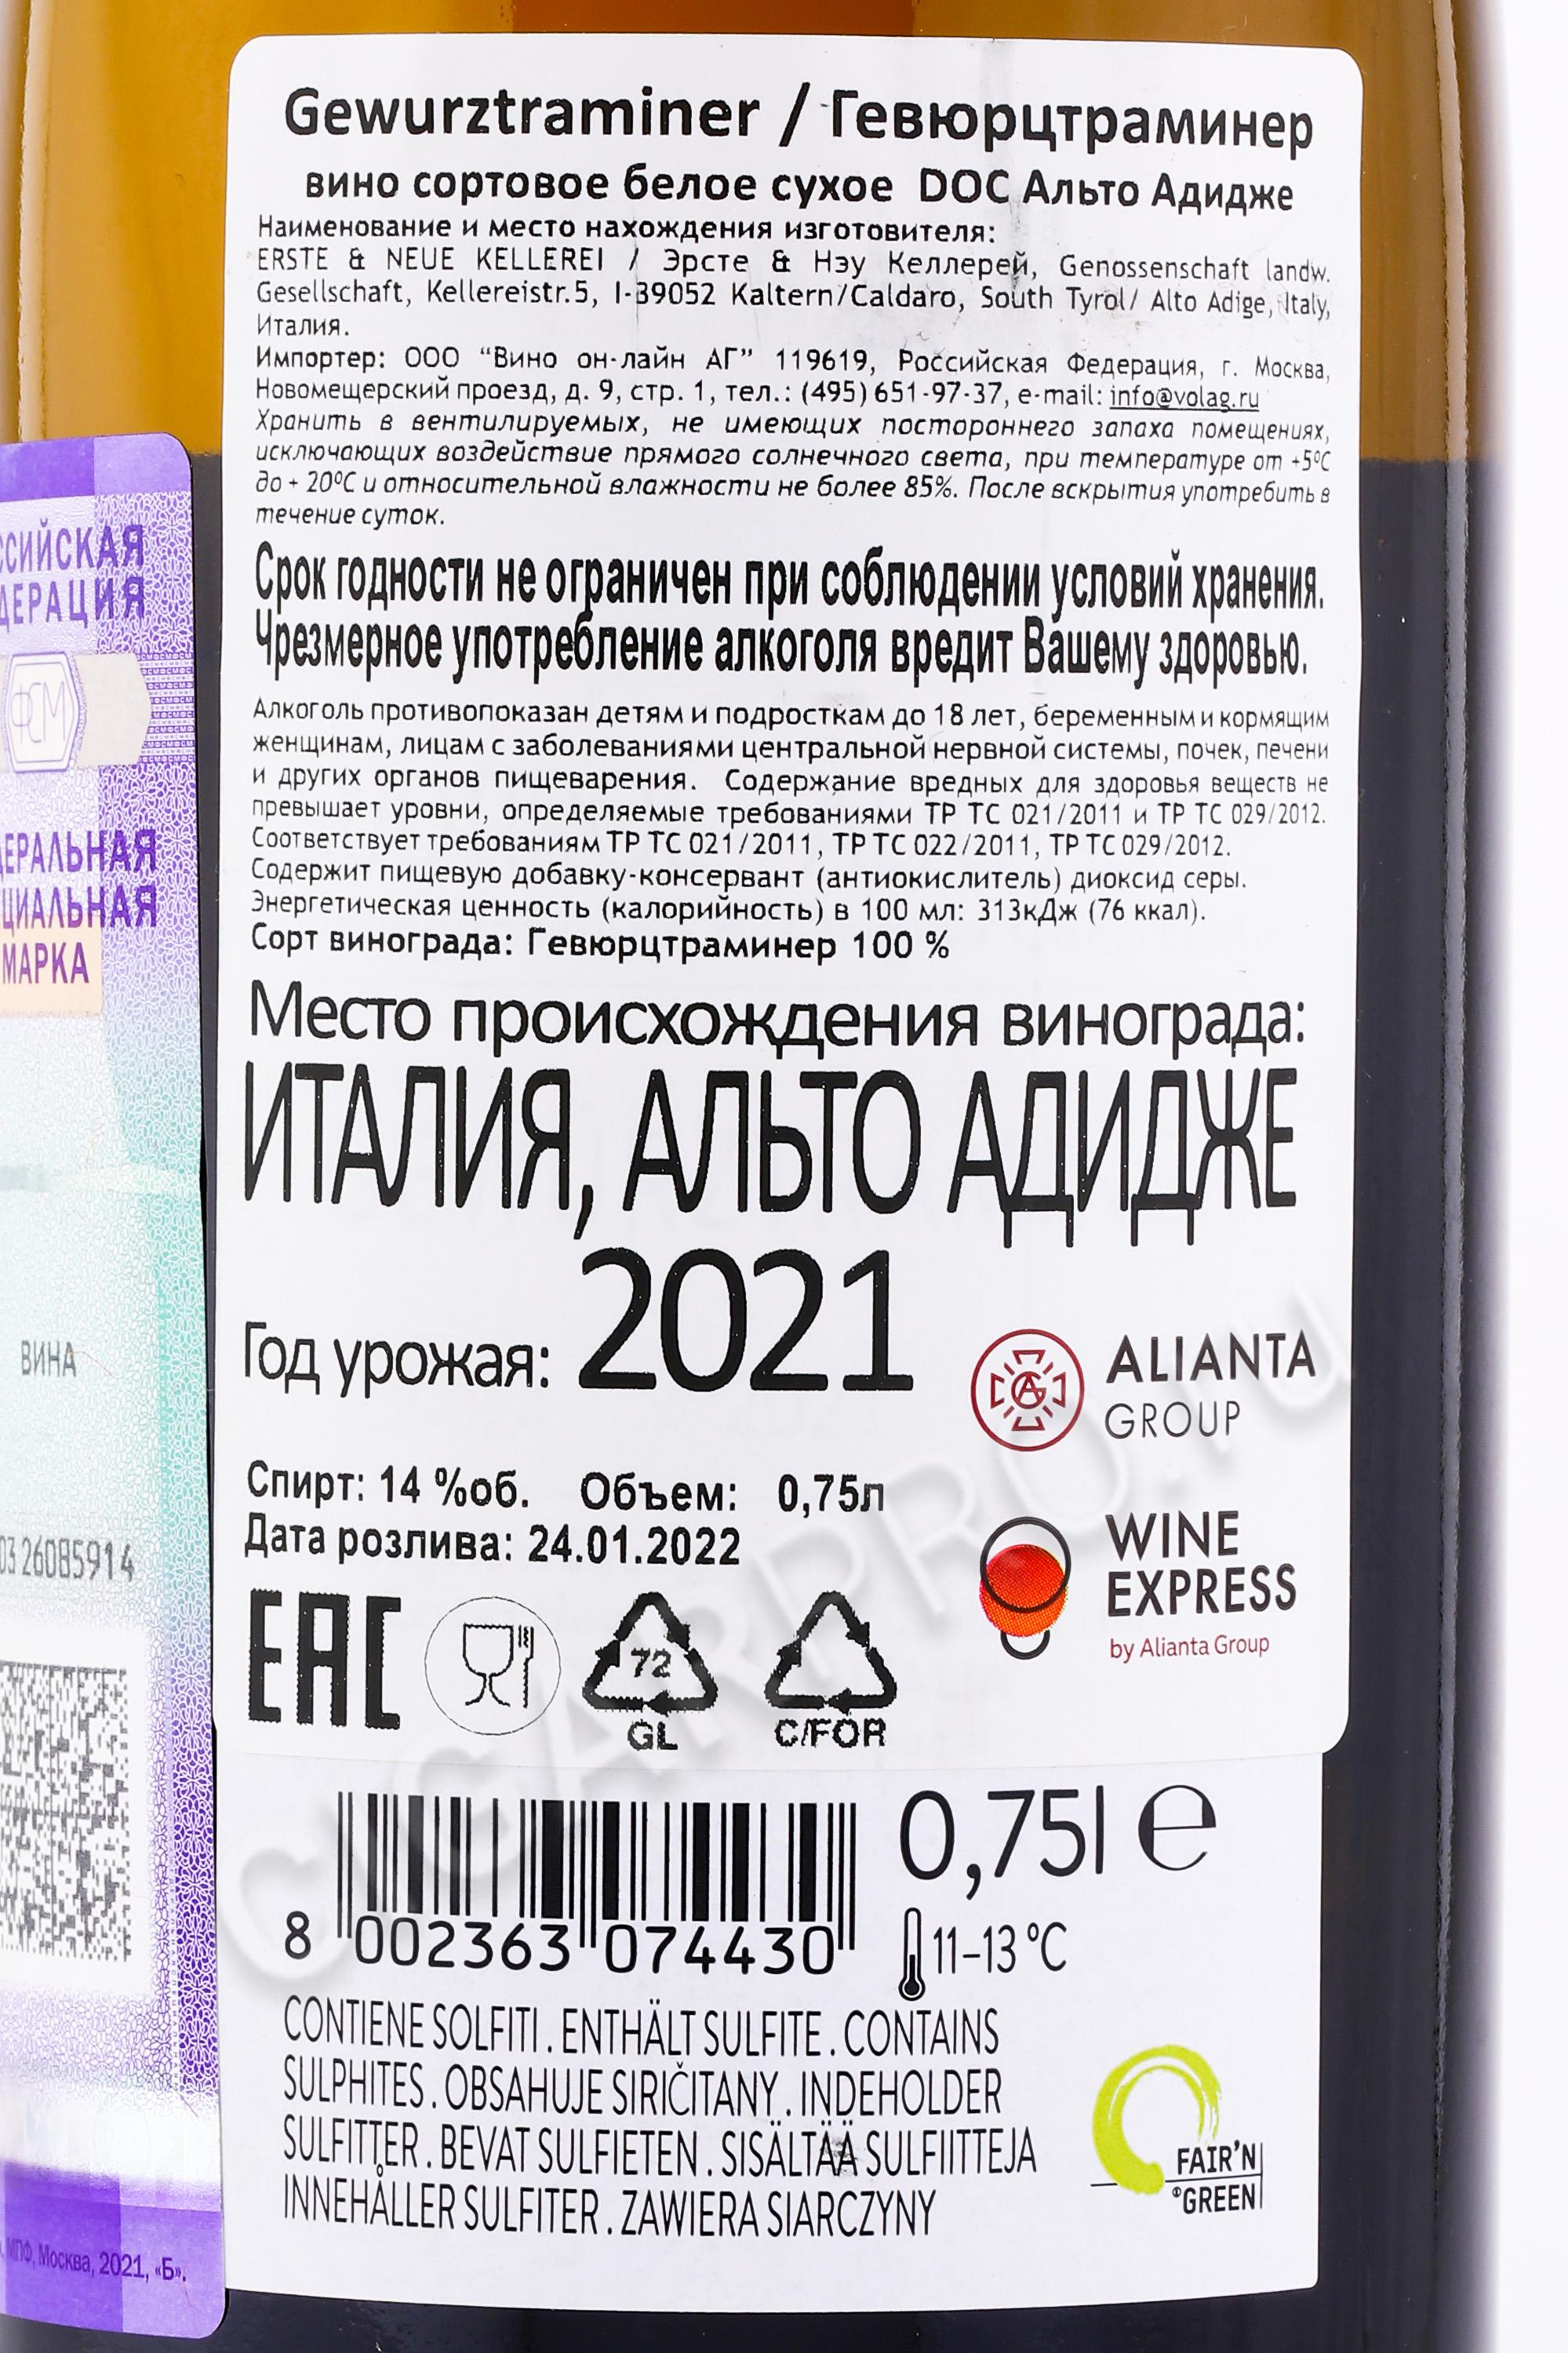 Gewurztraminer / Гевюрцтраминер
вино сортовое белое сухое DOC Альто Адидже
Наименование и место нахождения изготовителя:
ERSTE & NEUE KELLEREI / Эрсте & Нэу Келлерей, Genossenschaft landw.
Gesellschaft, Kellereistr.5, I-39052 Kaltern/Caldaro, South Tyrol/ Alto Adige, Italy,
Италия.
Импортер: ООО “Вино он-лайн АГ” 119619, Российская Федерация, г. Москва,
Новомещерский проезд, д. 9, стр. 1, тел.: (495) 651-97-37, e-mail: info@volag.ru
Хранить в вентилируемых, не имеющих постороннего запаха помещениях,
исключающих воздействие прямого солнечного света, при температуре от +5ºС
до + 20ºС и относительной влажности не более 85%. После вскрытия употребить в
течение суток.
Срок годности не ограничен при соблюдении условий хранения.
Чрезмерное употребление алкоголя вредит Вашему здоровью.
Алкоголь противопоказан детям и подросткам до 18 лет, беременным и кормящим
женщинам, лицам с заболеваниями центральной нервной системы, почек, печени
и других органов пищеварения. Содержание вредных для здоровья веществ не
превышает уровни, определяемые требованиями ТР ТС 021/2011 и ТР ТС 029/2012.
Соответствует требованиям ТР ТС 021/2011, ТР ТС 022/2011, ТР ТС 029/2012.
Содержит пищевую добавку-консервант (антиокислитель) диоксид серы.
Энергетическая ценность (калорийность) в 100 мл: 313кДж (76 ккал).
Сорт винограда: Гевюрцтраминер 100 %
Место происхождения винограда:
ИТАЛИЯ, АЛЬТО АДИДЖЕ
Год урожая: 2021
ALIANTA
GROUP
Спирт: 14 %об. Объем: 0,75л
Дата розлива: 24.01.2022
WINE
EXPRESS
by Alianta Group
EAC
72
GL
C/FOR
0,75l e
8 002363 074430
11–13 °C
CONTIENE SOLFITI . ENTHÄLT SULFITE . CONTAINS
SULPHITES . OBSAHUJE SIRIČITANY . INDEHOLDER
SULFITTER . BEVAT SULFIETEN . SISÄLTÄÄ SULFIITTEJA
INNEHÅLLER SULFITER . ZAWIERA SIARCZYNY
FAIR'N
GREEN
ССИЙСКАЯ
ДЕРАЦИЯ
ФСМ
ДЕРАЛЬНАЯ
ЦИАЛЬНАЯ
МАРКА
ВИНА
03 26085914
МПФ, Москва, 2021, «Б».
CIGARPRO.ru